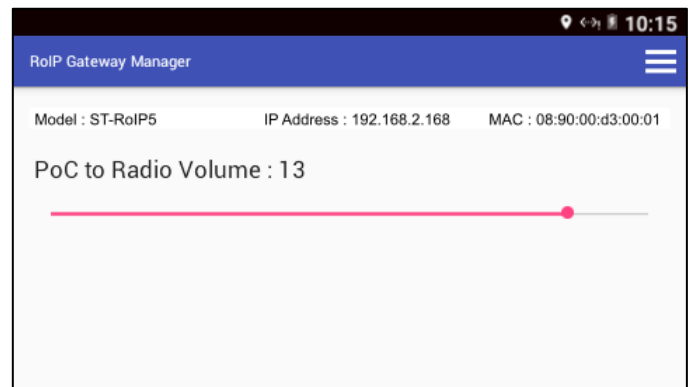 10:15
RoIP Gateway Manager
Model : ST-RoIP5 IP Address : 192.168.2.168 MAC : 08:90:00:d3:00:01
PoC to Radio Volume : 13